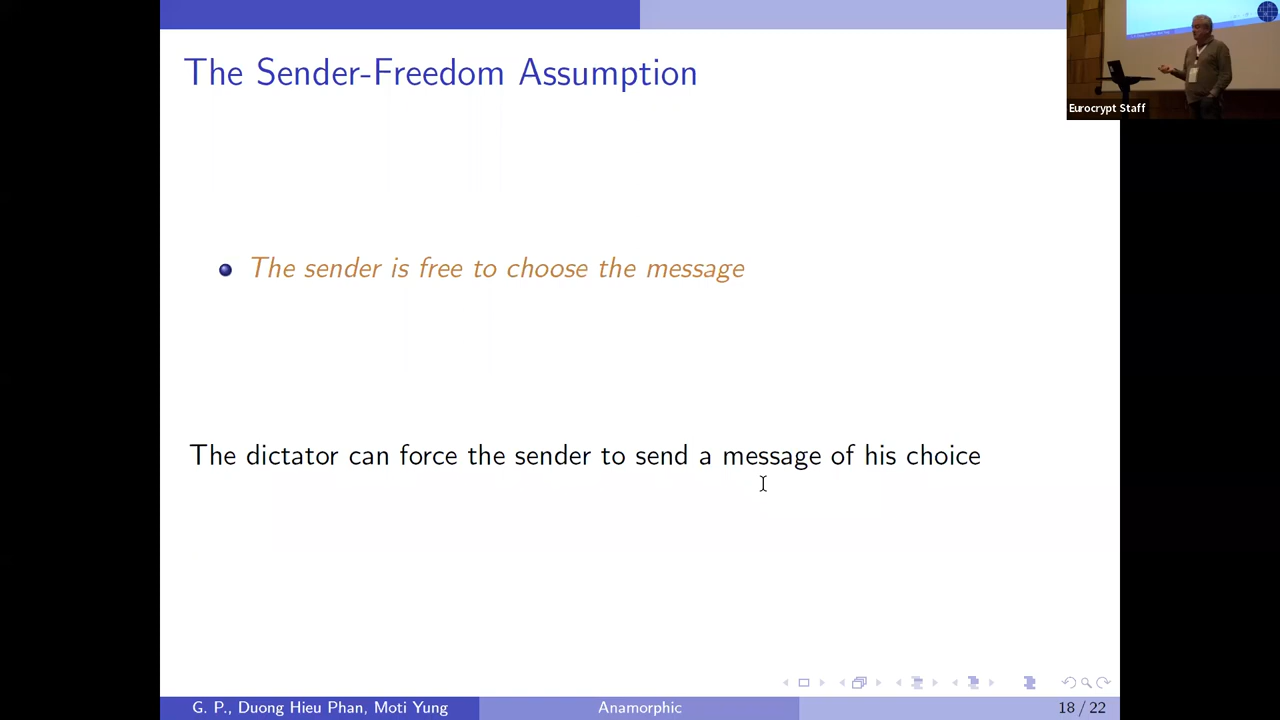 The Sender-Freedom Assumption
Eurocrypt Staff
The sender is free to choose the message
The dictator can force the sender to send a message of his choice
G. P., Duong Hieu Phan, Moti Yung
Anamorphic
18 / 22